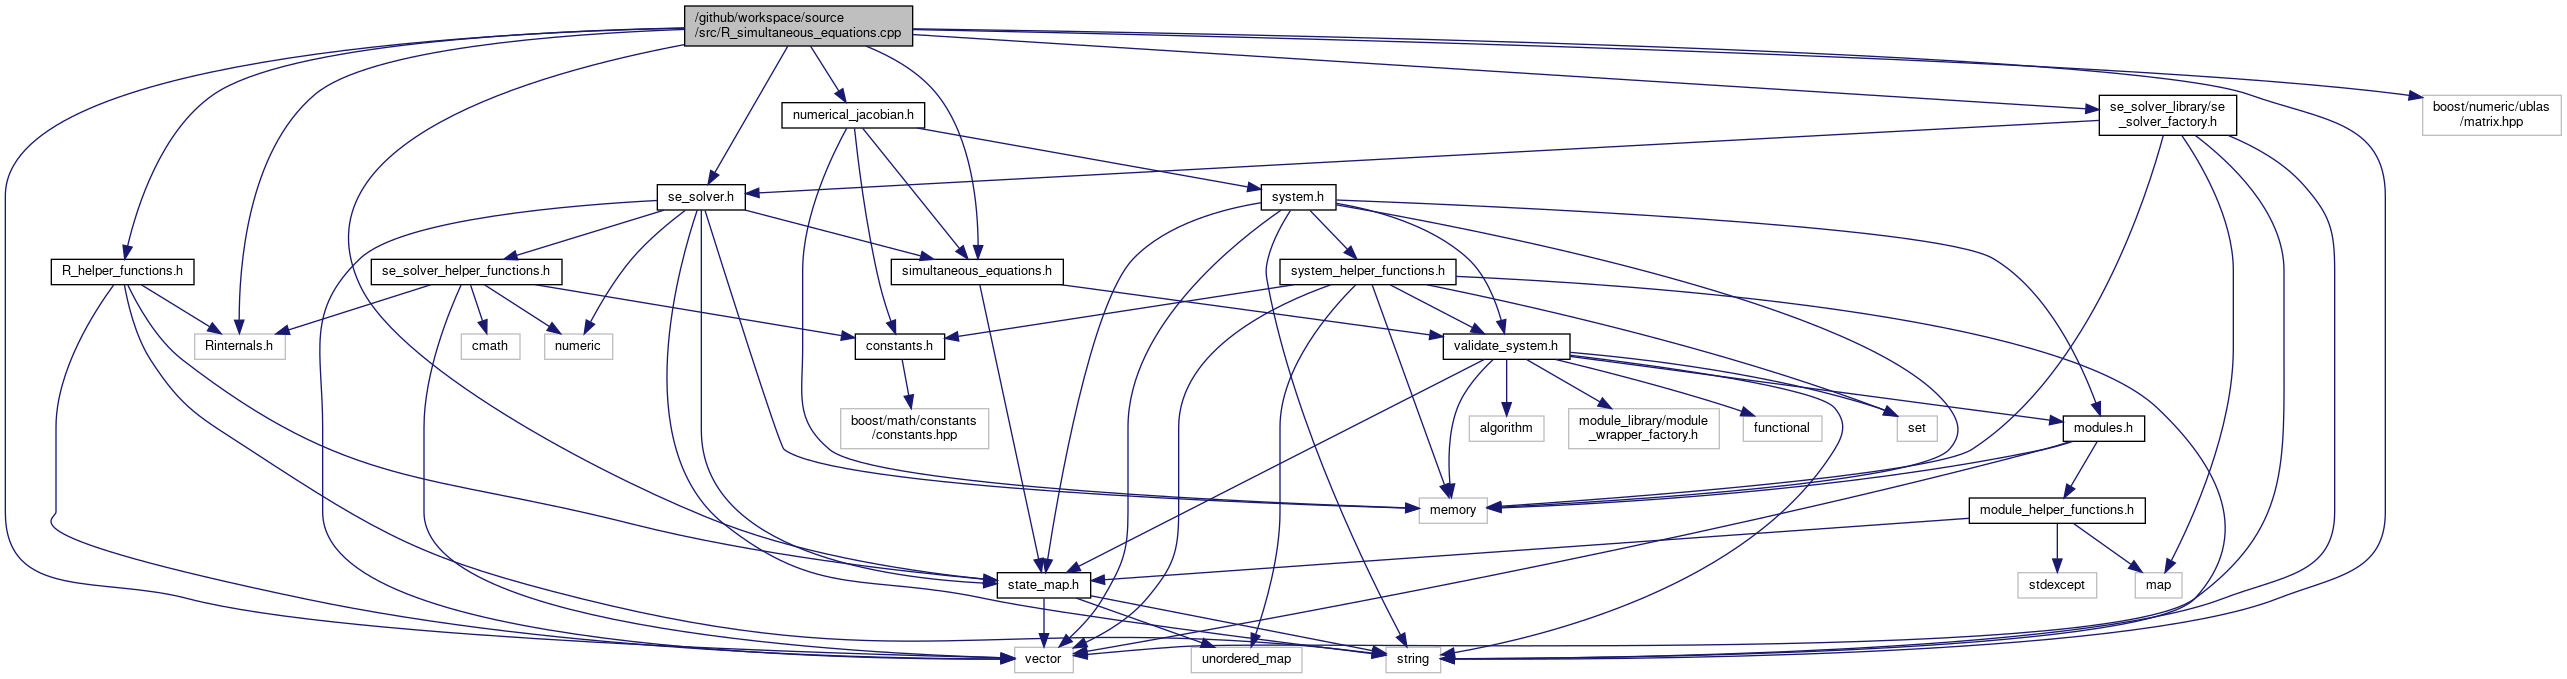 /github/workspace/source
/src/R_simultaneous_equations.cpp
numerical_jacobian.h
se_solver_library/se
_solver_factory.h
boost/numeric/ublas
/matrix.hpp
se_solver.h
system.h
R_helper_functions.h
se_solver_helper_functions.h
simultaneous_equations.h
system_helper_functions.h
Rinternals.h
cmath
numeric
constants.h
validate_system.h
boost/math/constants
/constants.hpp
algorithm
module_library/module
_wrapper_factory.h
functional
set
modules.h
memory
module_helper_functions.h
state_map.h
stdexcept
map
vector
unordered_map
string